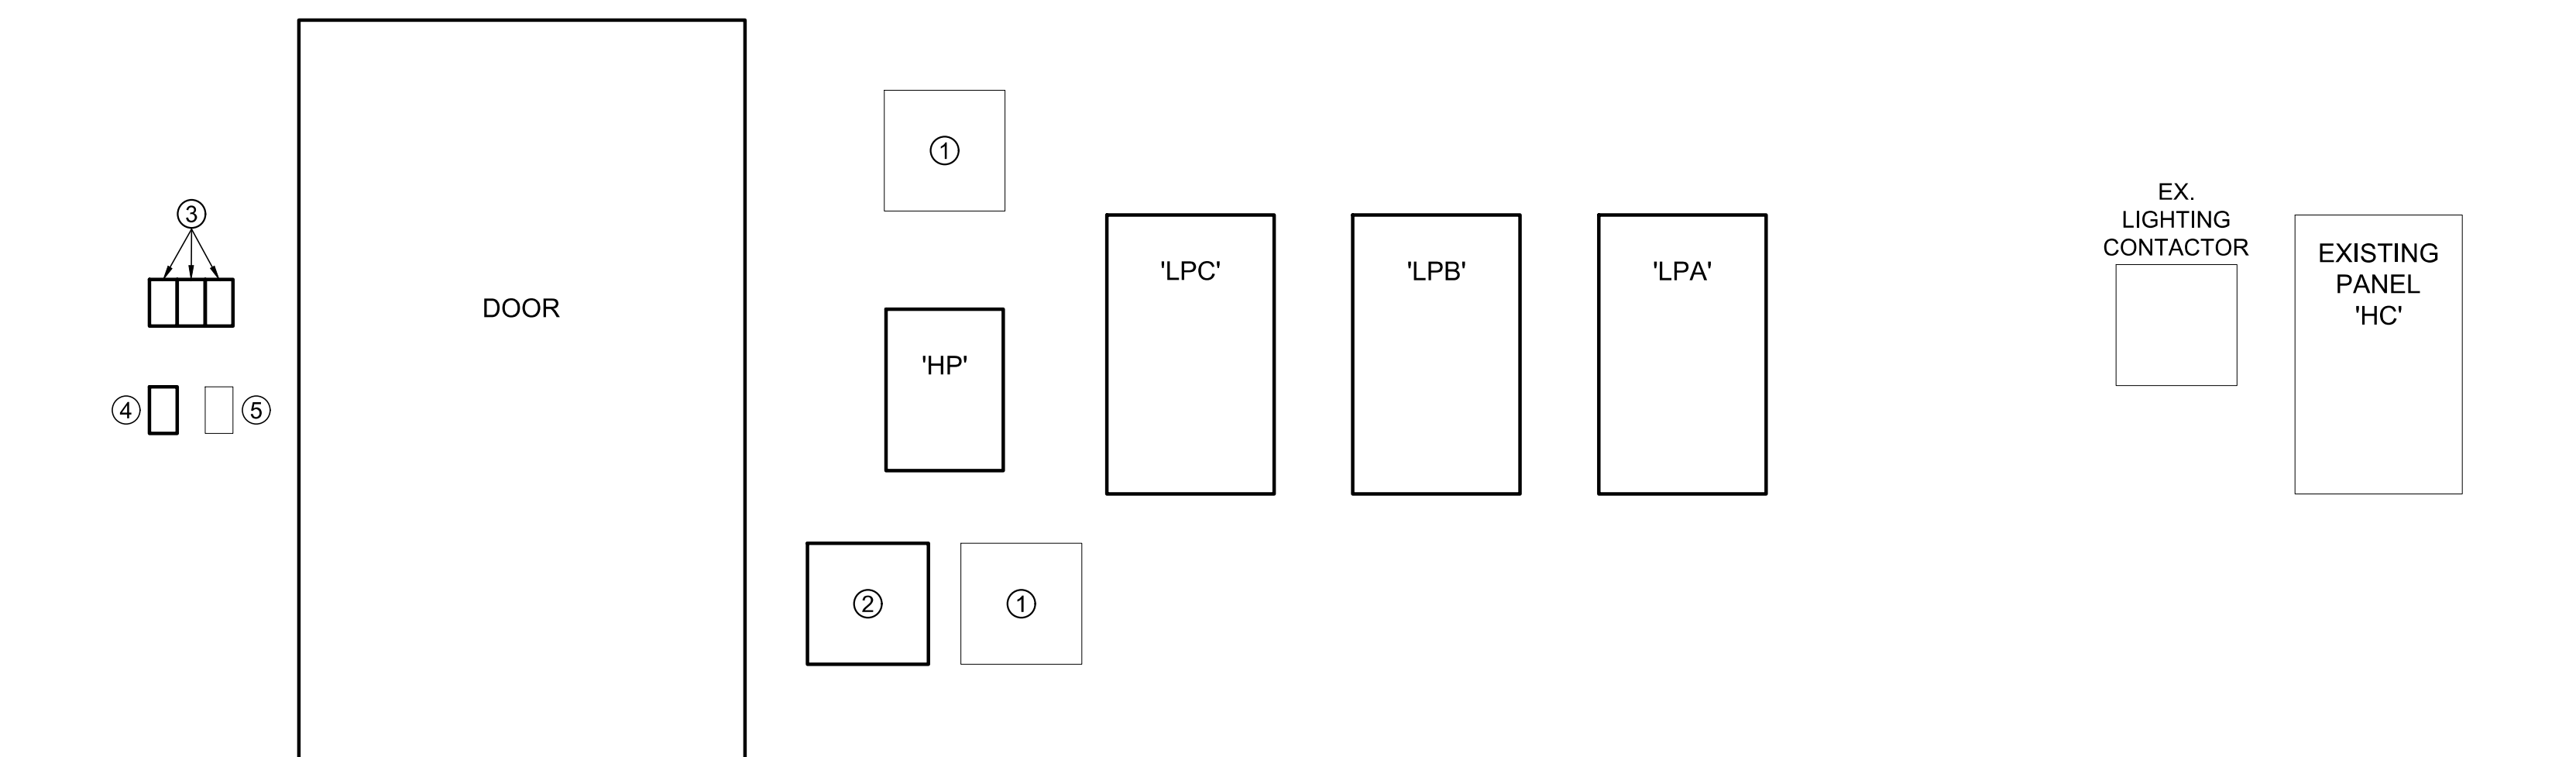 ③
④
⑤
DOOR
①
'HP'
②
①
'LPC'
'LPB'
'LPA'
EX.
LIGHTING
CONTACTOR
EXISTING
PANEL
'HC'